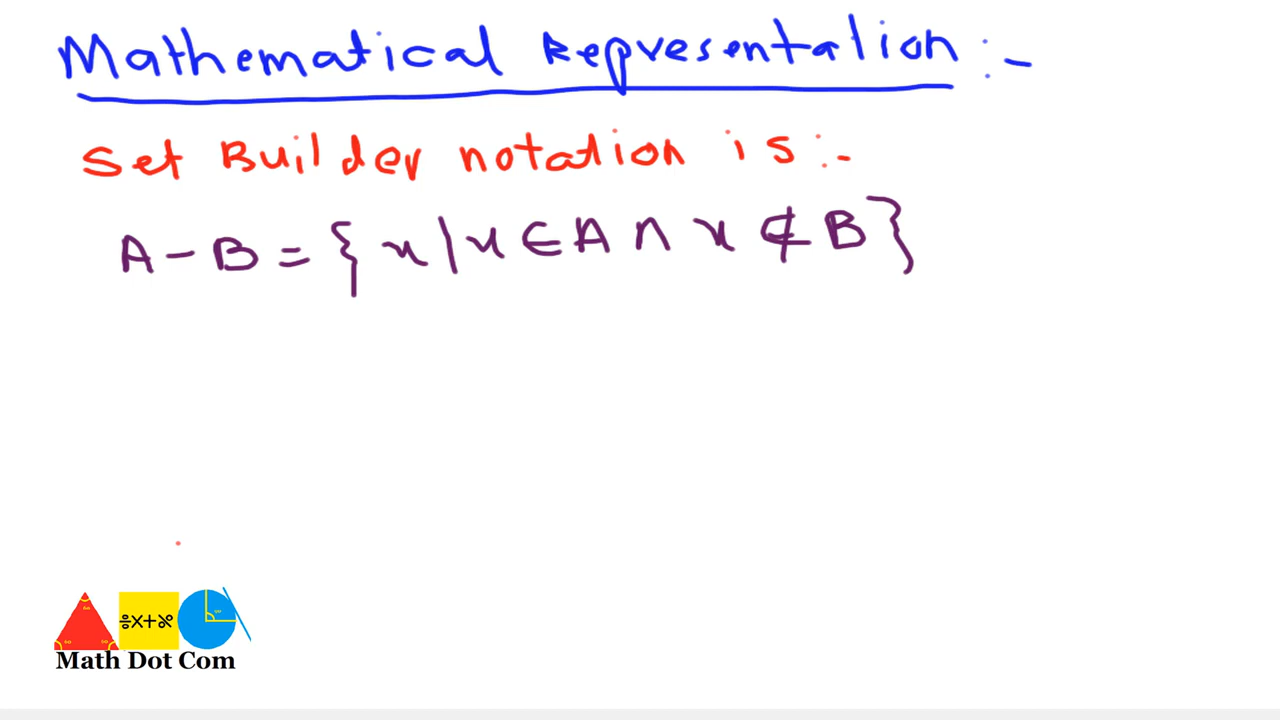 Mathematical Representation :-
Set Builder notation is :-
A - B = { x / x ∈ A ∩ x ∉ B }
÷x+%
Math Dot Com